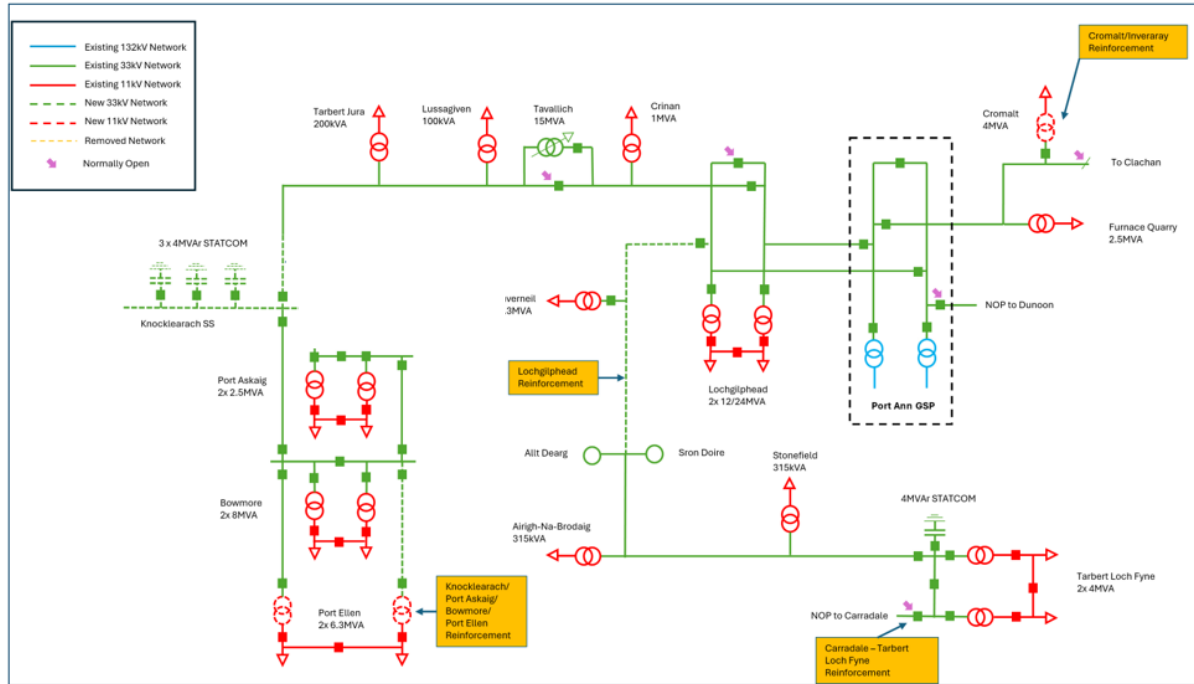 Existing 132kV Network
Existing 33kV Network
Existing 11kV Network
New 33kV Network
New 11kV Network
Removed Network
Normally Open
Cromalt/Inveraray
Reinforcement
Tarbert Jura
200kVA
Lussagiven
100kVA
Tavallich
15MVA
Crinan
1MVA
Cromalt
4MVA
To Clachan
Furnace Quarry
2.5MVA
3 x 4MVAr STATCOM
Knocklearach SS
verneil
.3MVA
NOP to Dunoon
Lochgilphead
Reinforcement
Lochgilphead
2x 12/24MVA
Port Ann GSP
Port Askaig
2x 2.5MVA
Allt Dearg
Sron Doire
Stonefield
315kVA
Bowmore
2x 8MVA
4MVAr STATCOM
Airigh-Na-Brodaig
315kVA
Tarbert Loch Fyne
2x 4MVA
Port Ellen
2x 6.3MVA
Knocklearach/
Port Askaig/
Bowmore/
Port Ellen
Reinforcement
NOP to Carradale
Carradale – Tarbert
Loch Fyne
Reinforcement